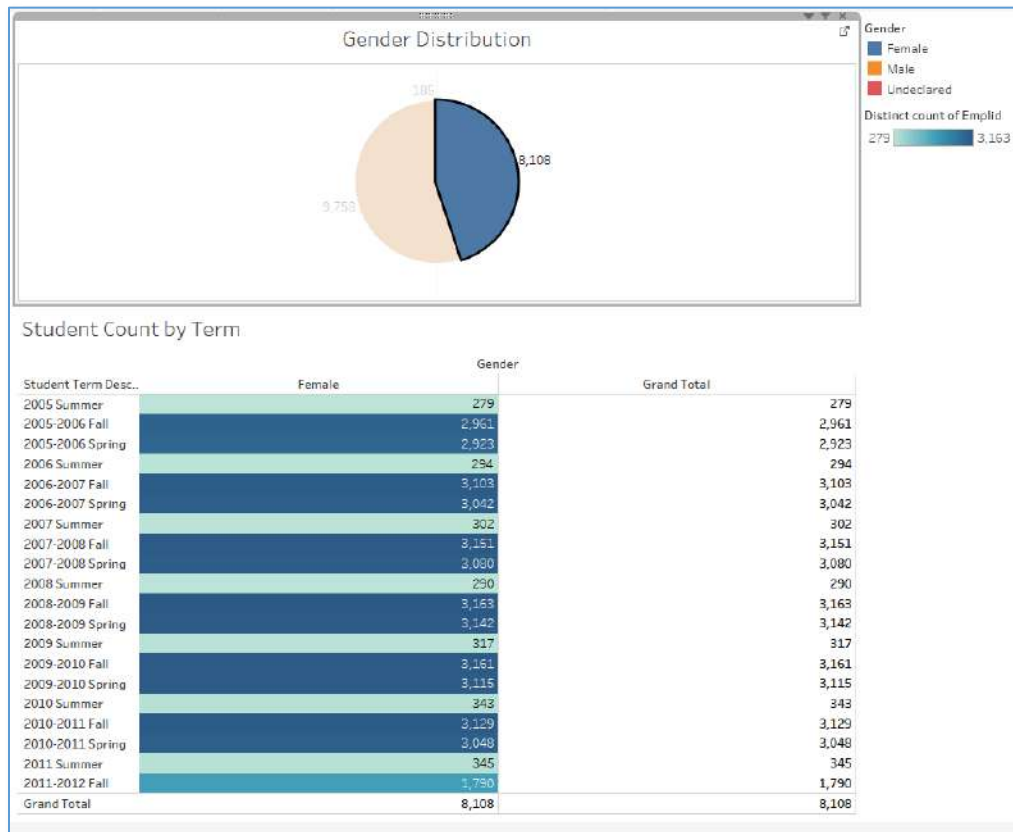 Gender Distribution
Gender
Female
Male
Undeclared
Distinct count of Emplid
279 3,163
185
8,108
9,758
Student Count by Term
Gender
Student Term Desc.. Female Grand Total
2005 Summer 279 279
2005-2006 Fall 2,961 2,961
2005-2006 Spring 2,923 2,923
2006 Summer 294 294
2006-2007 Fall 3,103 3,103
2006-2007 Spring 3,042 3,042
2007 Summer 302 302
2007-2008 Fall 3,151 3,151
2007-2008 Spring 3,080 3,080
2008 Summer 290 290
2008-2009 Fall 3,163 3,163
2008-2009 Spring 3,142 3,142
2009 Summer 317 317
2009-2010 Fall 3,161 3,161
2009-2010 Spring 3,115 3,115
2010 Summer 343 343
2010-2011 Fall 3,129 3,129
2010-2011 Spring 3,048 3,048
2011 Summer 345 345
2011-2012 Fall 1,790 1,790
Grand Total 8,108 8,108